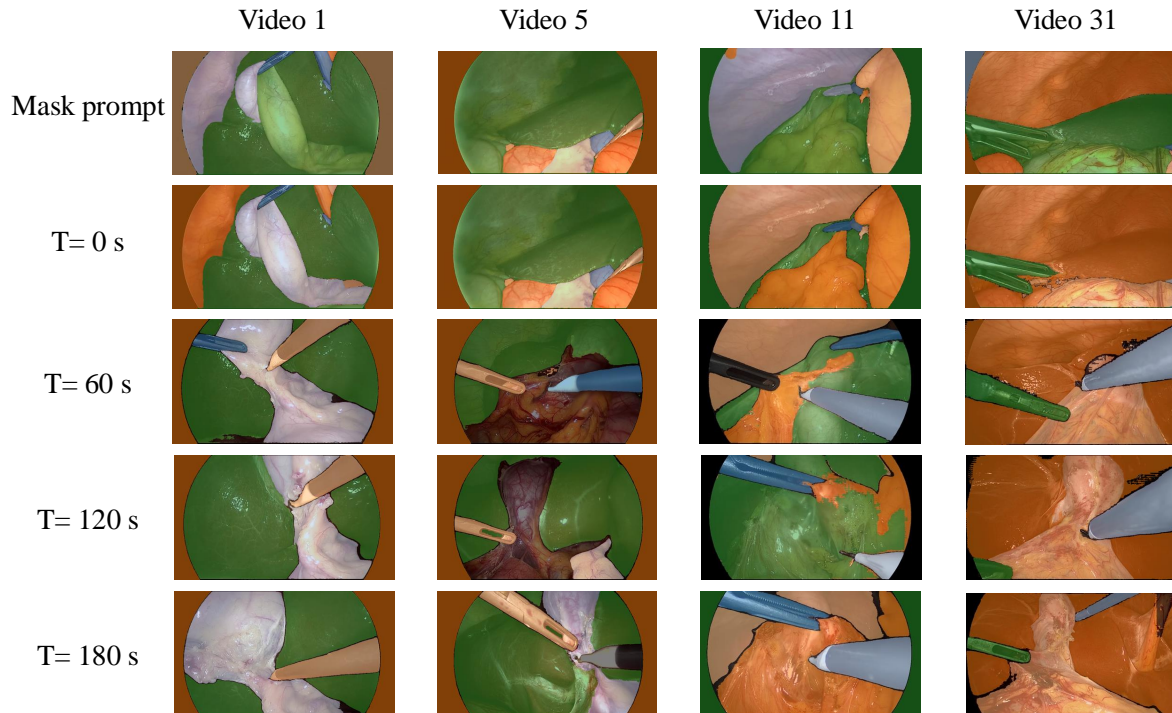 Video 1
Video 5
Video 11
Video 31
Mask prompt
T= 0 s
T= 60 s
T= 120 s
T= 180 s